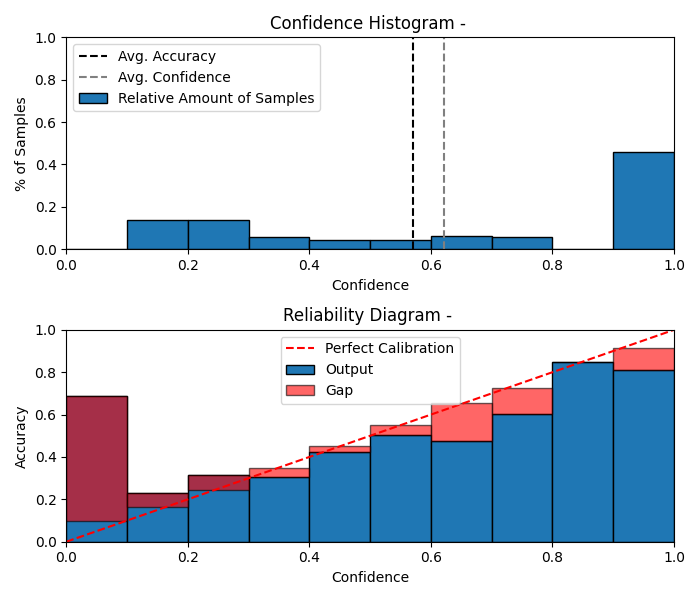 Confidence Histogram -
1.0
0.8
0.6
0.4
0.2
0.0
% of Samples
Avg. Accuracy
Avg. Confidence
Relative Amount of Samples
0.0 0.2 0.4 0.6 0.8 1.0
Confidence
Reliability Diagram -
1.0
0.8
0.6
0.4
0.2
0.0
Accuracy
Perfect Calibration
Output
Gap
0.0 0.2 0.4 0.6 0.8 1.0
Confidence